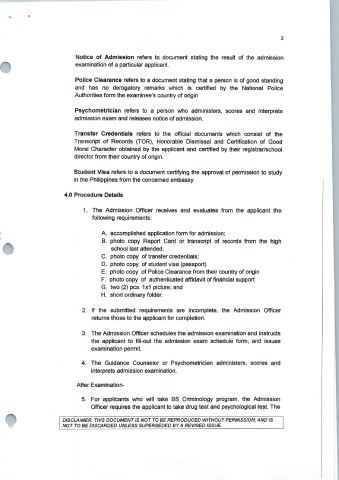 2
Notice of Admission refers to document stating the result of the admission
examination of a particular applicant.
Police Clearance refers to a document stating that a person is of good standing
and has no derogatory remarks which is certified by the National Police
Authorities form the examinee's country of origin
Psychometrician refers to a person who administers, scores and interprets
admission exam and releases notice of admission.
Transfer Credentials refers to the official documents which consist of the
Transcript of Records (TOR), Honorable Dismissal and Certification of Good
Moral Character obtained by the applicant and certified by their registrar/school
director from their country of origin.
Student Visa refers to a document certifying the approval of permission to study
in the Philippines from the concerned embassy
4.0 Procedure Details
1. The Admission Officer receives and evaluates from the applicant the
following requirements:
A. accomplished application form for admission;
B. photo copy Report Card or transcript of records from the high
school last attended;
C. photo copy of transfer credentials;
D. photo copy of student visa (passport)
E. photo copy of Police Clearance from their country of origin
F. photo copy of authenticated affidavit of financial support
G. two (2) pcs. 1x1 picture; and
H. short ordinary folder.
2. If the submitted requirements are incomplete, the Admission Officer
returns those to the applicant for completion.
3. The Admission Officer schedules the admission examination and instructs
the applicant to fill-out the admission exam schedule form, and issues
examination permit.
4. The Guidance Counselor or Psychometrician administers, scores and
interprets admission examination.
After Examination-
5. For applicants who will take BS Criminology program, the Admission
Officer requires the applicant to take drug test and psychological test. The
DISCLAIMER: THIS DOCUMENT IS NOT TO BE REPRODUCED WITHOUT PERMISSION; AND IS
NOT TO BE DISCARDED UNLESS SUPERSEDED BY A REVISED ISSUE.